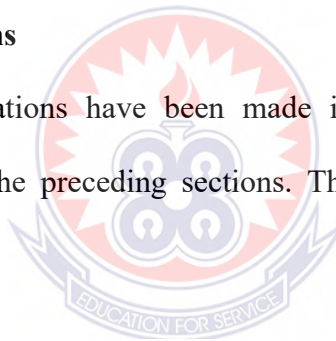 ns
ations have been made i
he preceding sections. Th
EDUCATION FOR SERVICE